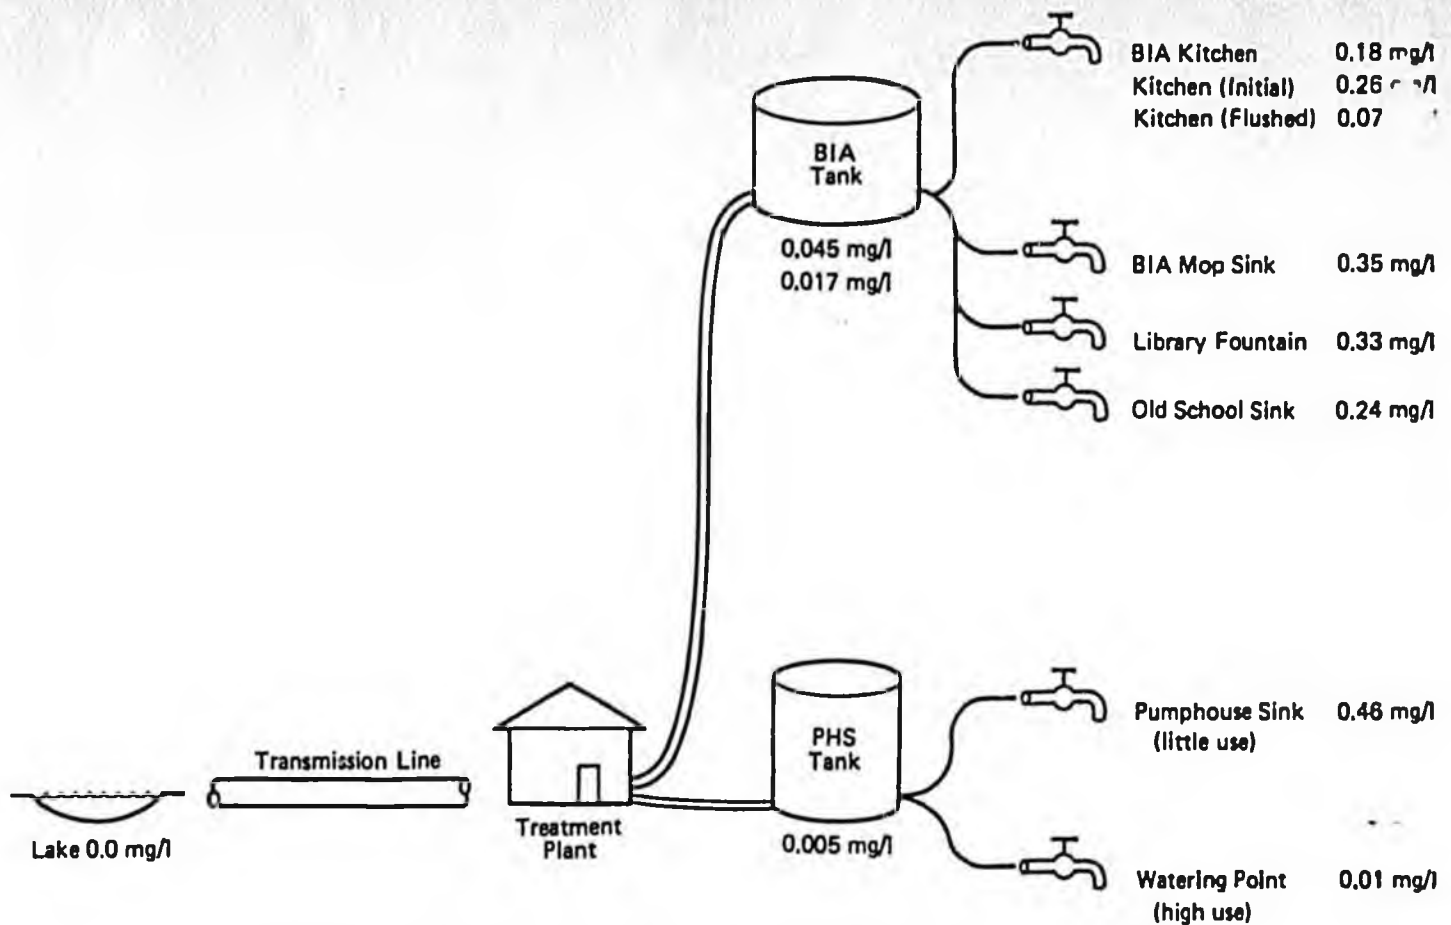 BIA Kitchen 0.18 mg/l
Kitchen (Initial) 0.26
Kitchen (Flushed) 0.07
BIA
Tank
0.045 mg/l
0.017 mg/l
BIA Mop Sink 0.35 mg/l
Library Fountain 0.33 mg/l
Old School Sink 0.24 mg/l
Transmission Line
Lake 0.0 mg/l
Treatment
Plant
PHS
Tank
0.005 mg/l
Pumphouse Sink 0.46 mg/l
(little use)
Watering Point 0.01 mg/l
(high use)